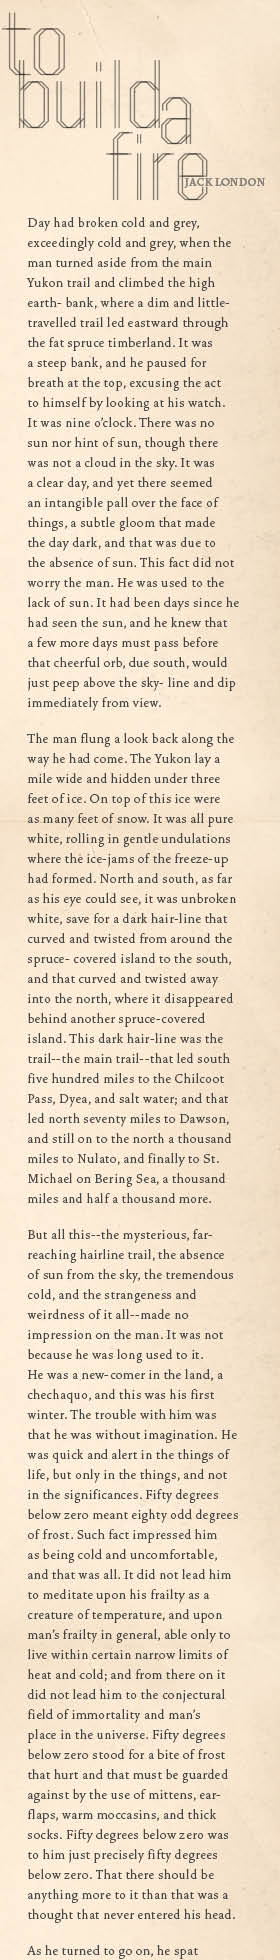 to
builda
fire
JACK LONDON
Day had broken cold and grey,
exceedingly cold and grey, when the
man turned aside from the main
Yukon trail and climbed the high
earth- bank, where a dim and little-
travelled trail led eastward through
the fat spruce timberland. It was
a steep bank, and he paused for
breath at the top, excusing the act
to himself by looking at his watch.
It was nine o'clock. There was no
sun nor hint of sun, though there
was not a cloud in the sky. It was
a clear day, and yet there seemed
an intangible pall over the face of
things, a subtle gloom that made
the day dark, and that was due to
the absence of sun. This fact did not
worry the man. He was used to the
lack of sun. It had been days since he
had seen the sun, and he knew that
a few more days must pass before
that cheerful orb, due south, would
just peep above the sky- line and dip
immediately from view.
The man flung a look back along the
way he had come. The Yukon lay a
mile wide and hidden under three
feet of ice. On top of this ice were
as many feet of snow. It was all pure
white, rolling in gentle undulations
where the ice-jams of the freeze-up
had formed. North and south, as far
as his eye could see, it was unbroken
white, save for a dark hair-line that
curved and twisted from around the
spruce- covered island to the south,
and that curved and twisted away
into the north, where it disappeared
behind another spruce-covered
island. This dark hair-line was the
trail--the main trail--that led south
five hundred miles to the Chilcoot
Pass, Dyea, and salt water; and that
led north seventy miles to Dawson,
and still on to the north a thousand
miles to Nulato, and finally to St.
Michael on Bering Sea, a thousand
miles and half a thousand more.
But all this--the mysterious, far-
reaching hairline trail, the absence
of sun from the sky, the tremendous
cold, and the strangeness and
weirdness of it all--made no
impression on the man. It was not
because he was long used to it.
He was a new-comer in the land, a
chechaquo, and this was his first
winter. The trouble with him was
that he was without imagination. He
was quick and alert in the things of
life, but only in the things, and not
in the significances. Fifty degrees
below zero meant eighty odd degrees
of frost. Such fact impressed him
as being cold and uncomfortable,
and that was all. It did not lead him
to meditate upon his frailty as a
creature of temperature, and upon
man's frailty in general, able only to
live within certain narrow limits of
heat and cold; and from there on it
did not lead him to the conjectural
field of immortality and man's
place in the universe. Fifty degrees
below zero stood for a bite of frost
that hurt and that must be guarded
against by the use of mittens, ear-
flaps, warm moccasins, and thick
socks. Fifty degrees below zero was
to him just precisely fifty degrees
below zero. That there should be
anything more to it than that was a
thought that never entered his head.
As he turned to go on, he spat